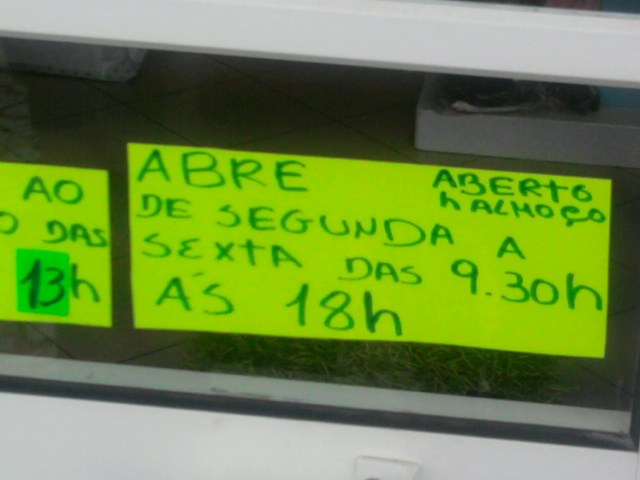 AO
O DAS
13h
ABRE ABERTO
h ALMOÇO
DE SEGUNDA A
SEXTA DAS 9.30h
ÁS 18h